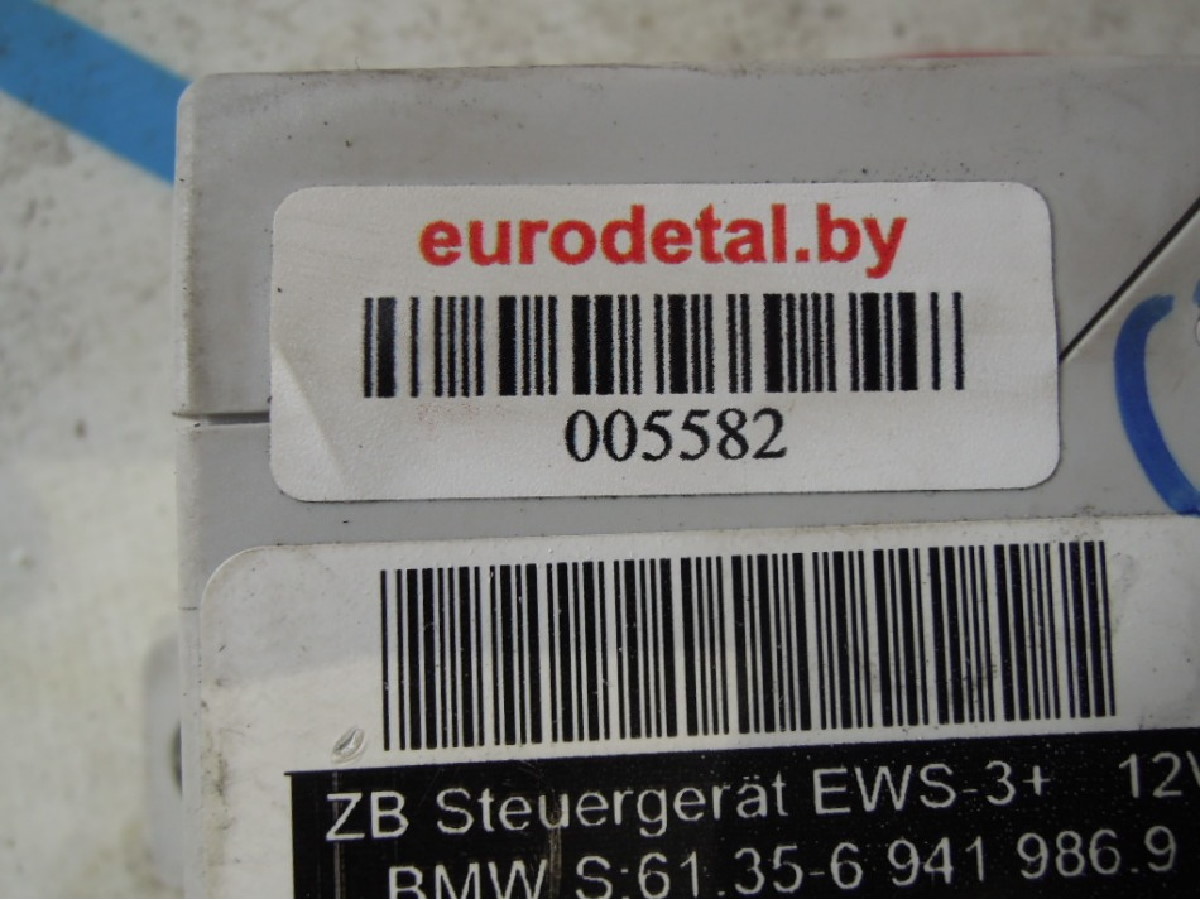 eurodetal.by
005582
ZB Steuergerät EWS-3+ 12V
BMW S:61.35-6 941 986.9